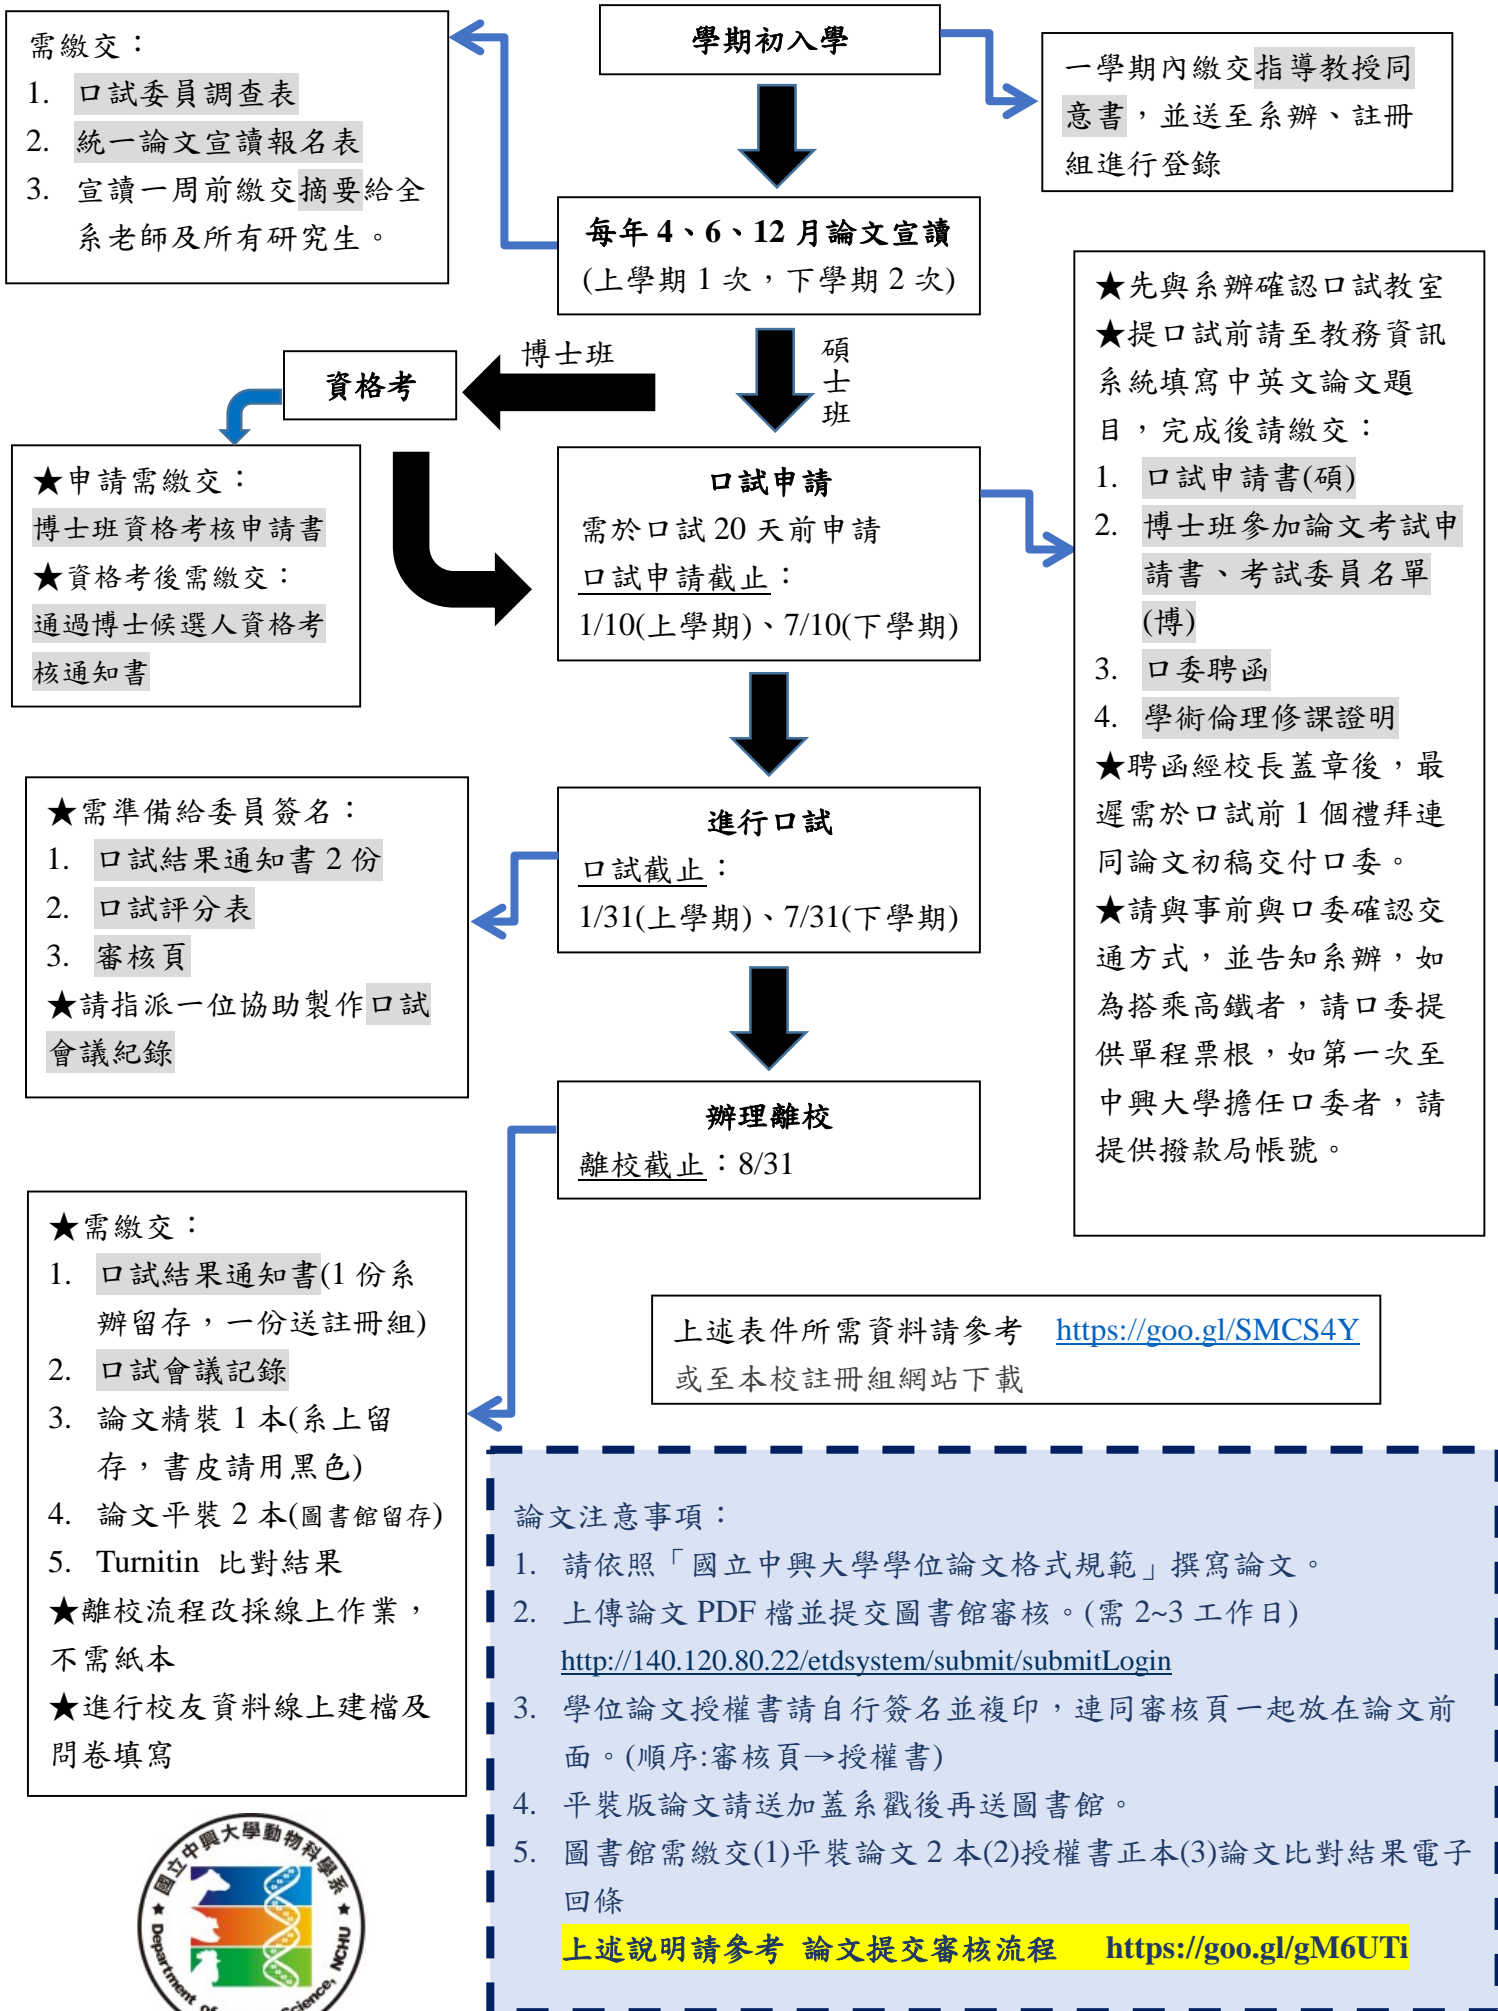 學期初入學
需繳交：
1. 口試委員調查表
2. 統一論文宣讀報名表
3. 宣讀一周前繳交摘要給全
系老師及所有研究生。
一學期內繳交指導教授同
意書，並送至系辦、註冊
組進行登錄
每年 4、6、12 月論文宣讀
(上學期 1 次，下學期 2 次)
博士班
碩士班
資格考
★申請需繳交：
博士班資格考核申請書
★資格考後需繳交：
通過博士候選人資格考
核通知書
口試申請
需於口試 20 天前申請
口試申請截止：
1/10(上學期)、7/10(下學期)
★先與系辦確認口試教室
★提口試前請至教務資訊
系統填寫中英文論文題
目，完成後請繳交：
1. 口試申請書(碩)
2. 博士班參加論文考試申
請書、考試委員名單
(博)
3. 口委聘函
4. 學術倫理修課證明
★聘函經校長蓋章後，最
遲需於口試前 1 個禮拜連
同論文初稿交付口委。
★請與事前與口委確認交
通方式，並告知系辦，如
為搭乘高鐵者，請口委提
供單程票根，如第一次至
中興大學擔任口委者，請
提供撥款局帳號。
進行口試
口試截止：
1/31(上學期)、7/31(下學期)
★需準備給委員簽名：
1. 口試結果通知書 2 份
2. 口試評分表
3. 審核頁
★請指派一位協助製作口試
會議紀錄
辦理離校
離校截止：8/31
★需繳交：
1. 口試結果通知書(1 份系
辦留存，一份送註冊組)
2. 口試會議記錄
3. 論文精裝 1 本(系上留
存，書皮請用黑色)
4. 論文平裝 2 本(圖書館留存)
5. Turnitin 比對結果
★離校流程改採線上作業，
不需紙本
★進行校友資料線上建檔及
問卷填寫
上述表件所需資料請參考 https://goo.gl/SMCS4Y
或至本校註冊組網站下載
論文注意事項：
1. 請依照「國立中興大學學位論文格式規範」撰寫論文。
2. 上傳論文 PDF 檔並提交圖書館審核。(需 2~3 工作日)
http://140.120.80.22/etdsystem/submit/submitLogin
3. 學位論文授權書請自行簽名並複印，連同審核頁一起放在論文前
面。(順序:審核頁→授權書)
4. 平裝版論文請送加蓋系戳後再送圖書館。
5. 圖書館需繳交(1)平裝論文 2 本(2)授權書正本(3)論文比對結果電子
回條
上述說明請參考 論文提交審核流程 https://goo.gl/gM6UTi
國立中興大學動物科學系
Department of Science, NCHU